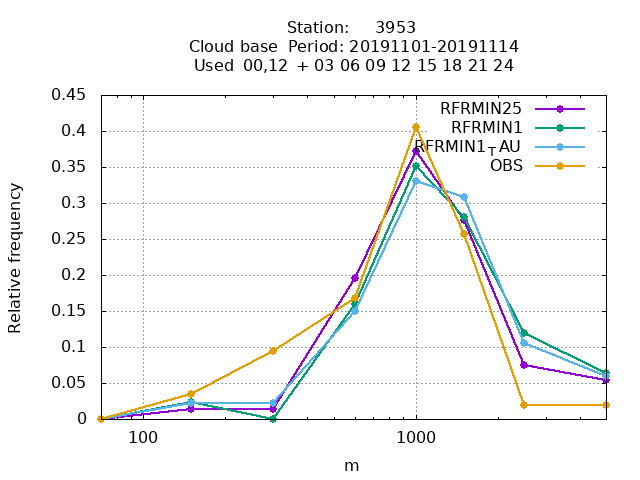 Station: 3953
Cloud base Period: 20191101-20191114
Used 00,12 + 03 06 09 12 15 18 21 24
0.45
0.4
0.35
0.3
0.25
0.2
0.15
0.1
0.05
0
Relative frequency
RFRMIN25
RFRMIN1
RFRMIN1TAU
OBS
100
1000
m